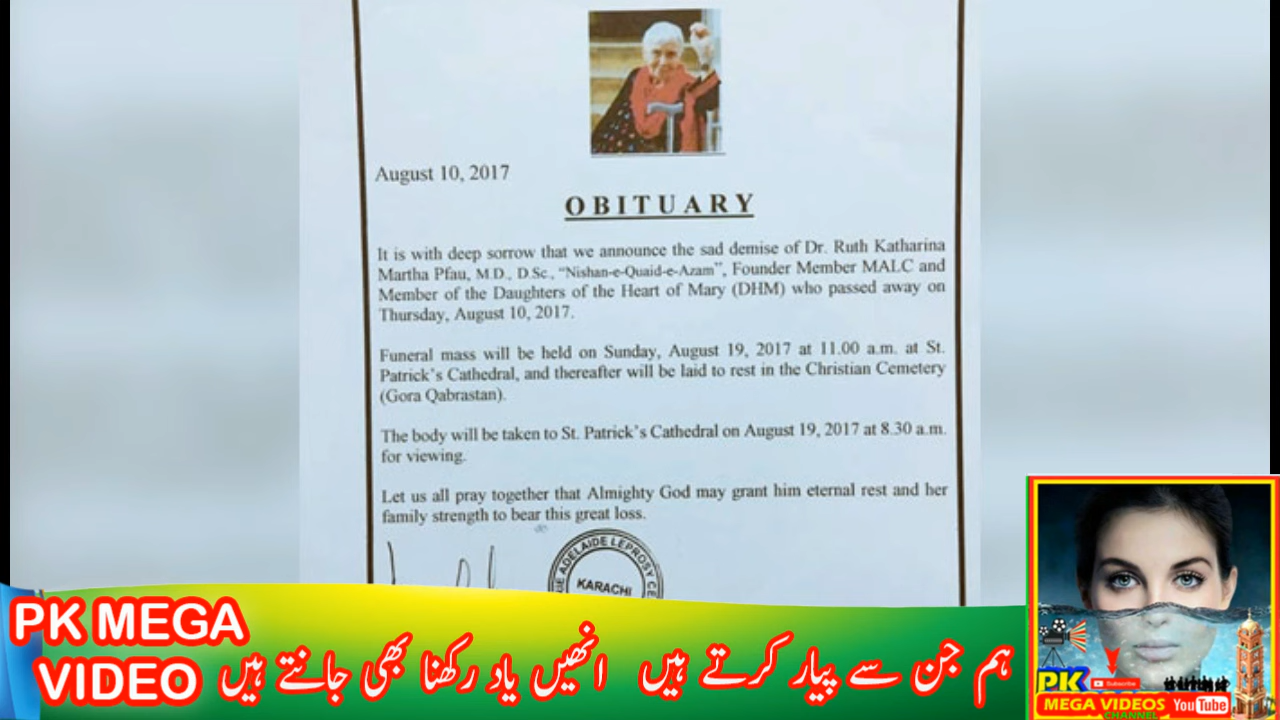 August 10, 2017
OBITUARY
It is with deep sorrow that we announce the sad demise of Dr. Ruth Katharina
Martha Pfau, M.D., D.Sc., “Nishan-e-Quaid-e-Azam”, Founder Member MALC and
Member of the Daughters of the Heart of Mary (DHM) who passed away on
Thursday, August 10, 2017.
Funeral mass will be held on Sunday, August 19, 2017 at 11.00 a.m. at St.
Patrick’s Cathedral, and thereafter will be laid to rest in the Christian Cemetery
(Gora Qabrastan).
The body will be taken to St. Patrick’s Cathedral on August 19, 2017 at 8.30 a.m.
for viewing.
Let us all pray together that Almighty God may grant him eternal rest and her
family strength to bear this great loss.
ADELAIDE LEPROSY
KARACHI
PK MEGA
VIDEO
ہم جن سے پیار کرتے ہیں انھیں یاد رکھنا بھی جانتے ہیں
PK
Subscribe
MEGA VIDEOS
YouTube
CHANNEL